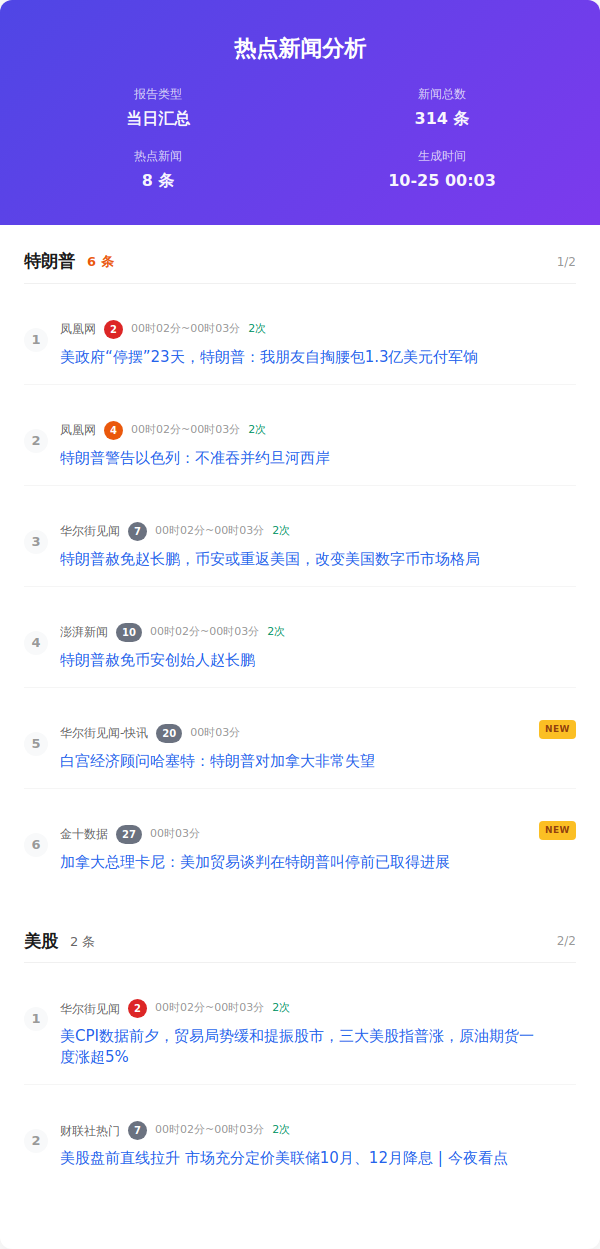 热点新闻分析
报告类型
新闻总数
当日汇总
314 条
热点新闻
生成时间
8 条
10-25 00:03
特朗普 6 条 1/2
1
凤凰网 2 00时02分~00时03分 2次
美政府“停摆”23天，特朗普：我朋友自掏腰包1.3亿美元付军饷
2
凤凰网 4 00时02分~00时03分 2次
特朗普警告以色列：不准吞并约旦河西岸
3
华尔街见闻 7 00时02分~00时03分 2次
特朗普赦免赵长鹏，币安或重返美国，改变美国数字币市场格局
4
澎湃新闻 10 00时02分~00时03分 2次
特朗普赦免币安创始人赵长鹏
5
华尔街见闻-快讯 20 00时03分 NEW
白宫经济顾问哈塞特：特朗普对加拿大非常失望
6
金十数据 27 00时03分 NEW
加拿大总理卡尼：美加贸易谈判在特朗普叫停前已取得进展
美股 2 条 2/2
1
华尔街见闻 2 00时02分~00时03分 2次
美CPI数据前夕，贸易局势缓和提振股市，三大美股指普涨，原油期货一
度涨超5%
2
财联社热门 7 00时02分~00时03分 2次
美股盘前直线拉升 市场充分定价美联储10月、12月降息 | 今夜看点